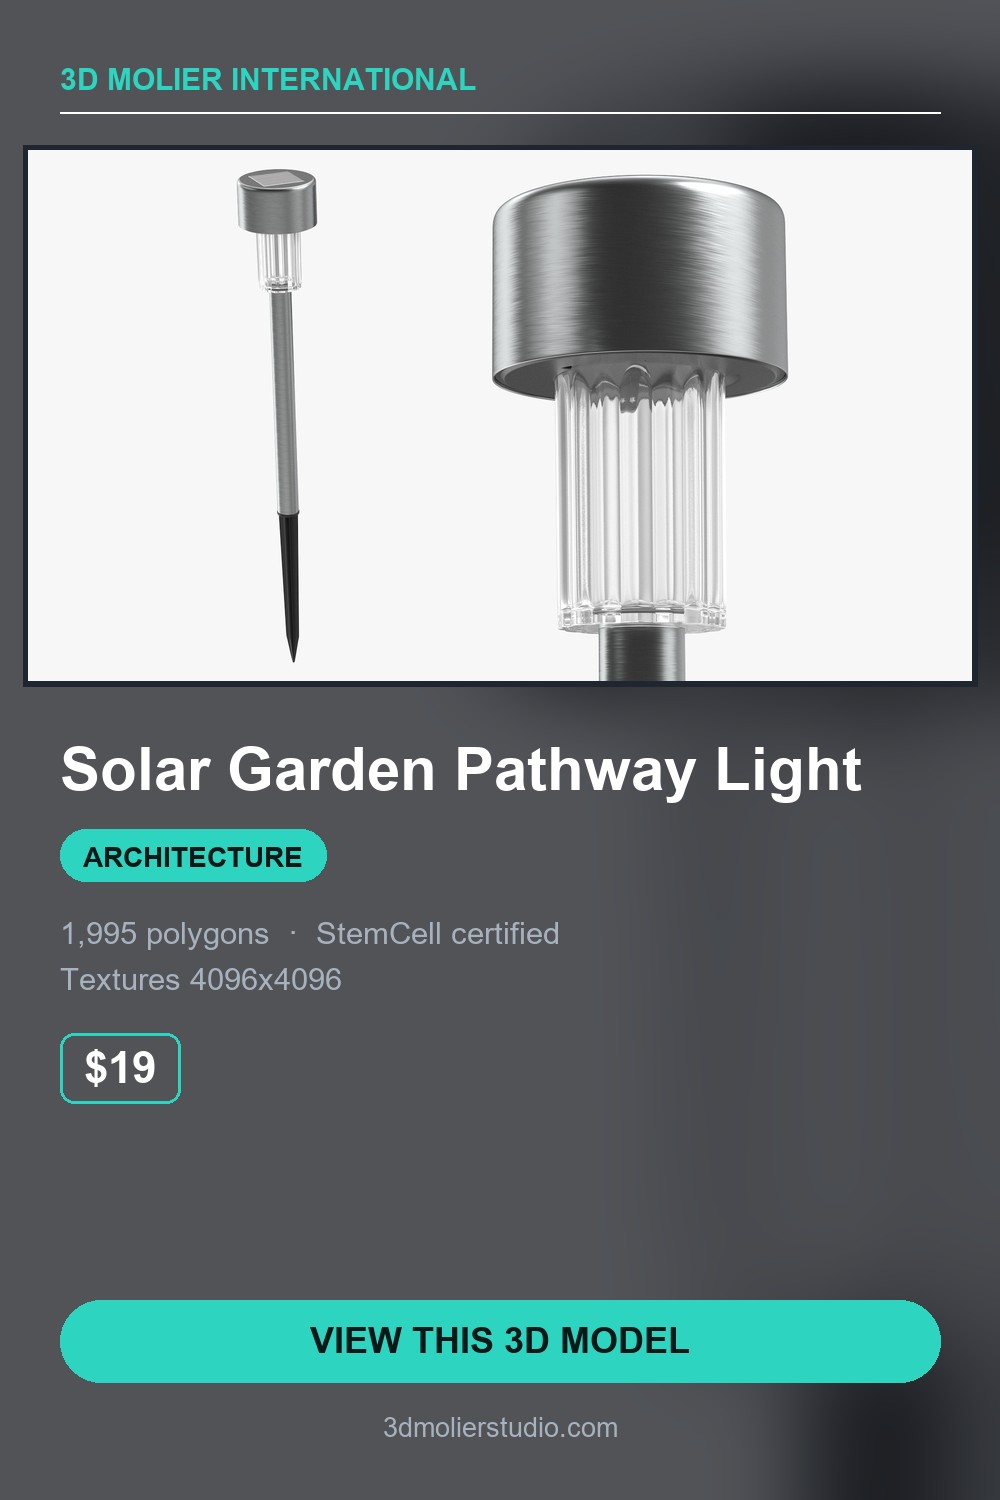 3D MOLIER INTERNATIONAL
Solar Garden Pathway Light
ARCHITECTURE
1,995 polygons · StemCell certified
Textures 4096x4096
$19
VIEW THIS 3D MODEL
3dmolierstudio.com